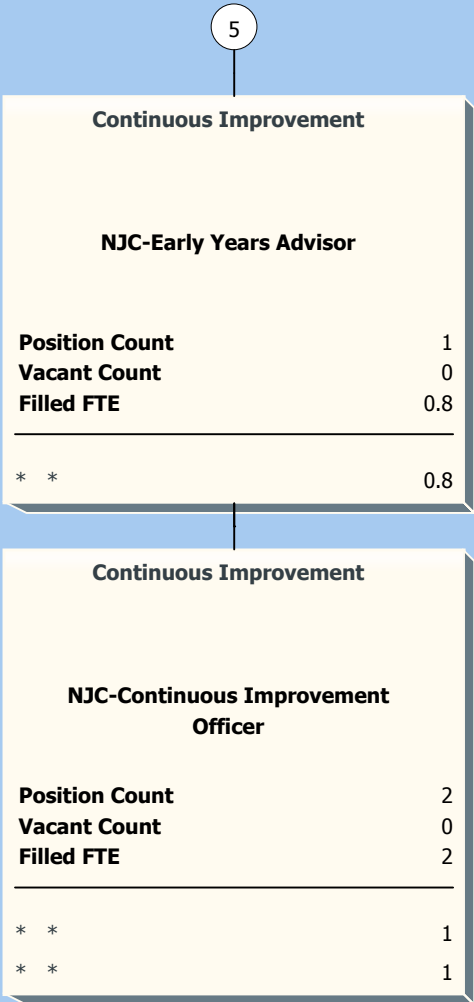 5
Continuous Improvement
NJC-Early Years Advisor
Position Count 1
Vacant Count 0
Filled FTE 0.8
* * 0.8
Continuous Improvement
NJC-Continuous Improvement
Officer
Position Count 2
Vacant Count 0
Filled FTE 2
* * 1
* * 1